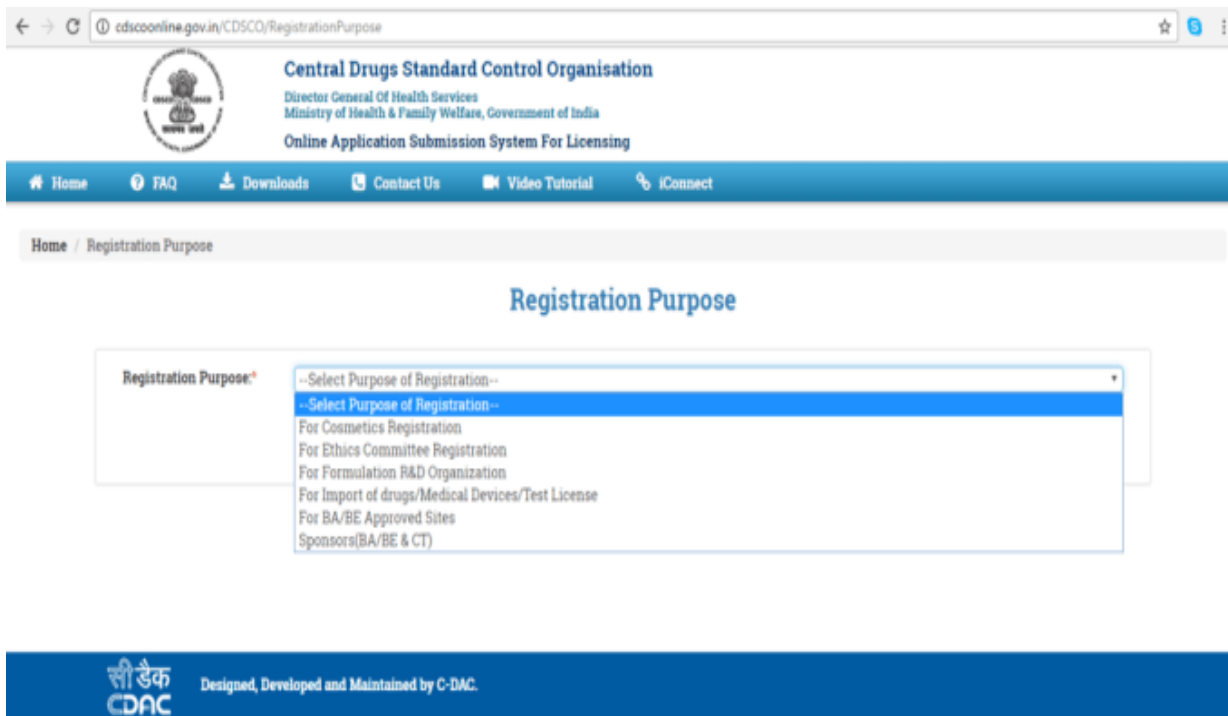 cdscoonline.gov.in/CDSCO/RegistrationPurpose
Central Drugs Standard Control Organisation
Director General Of Health Services
Ministry of Health & Family Welfare, Government of India
Online Application Submission System For Licensing
Home FAQ Downloads Contact Us Video Tutorial iConnect
Home / Registration Purpose
Registration Purpose
Registration Purpose:* --Select Purpose of Registration--
--Select Purpose of Registration--
For Cosmetics Registration
For Ethics Committee Registration
For Formulation R&D Organization
For Import of drugs/Medical Devices/Test License
For BA/BE Approved Sites
Sponsors(BA/BE & CT)
सी डैक
CDAC
Designed, Developed and Maintained by C-DAC.